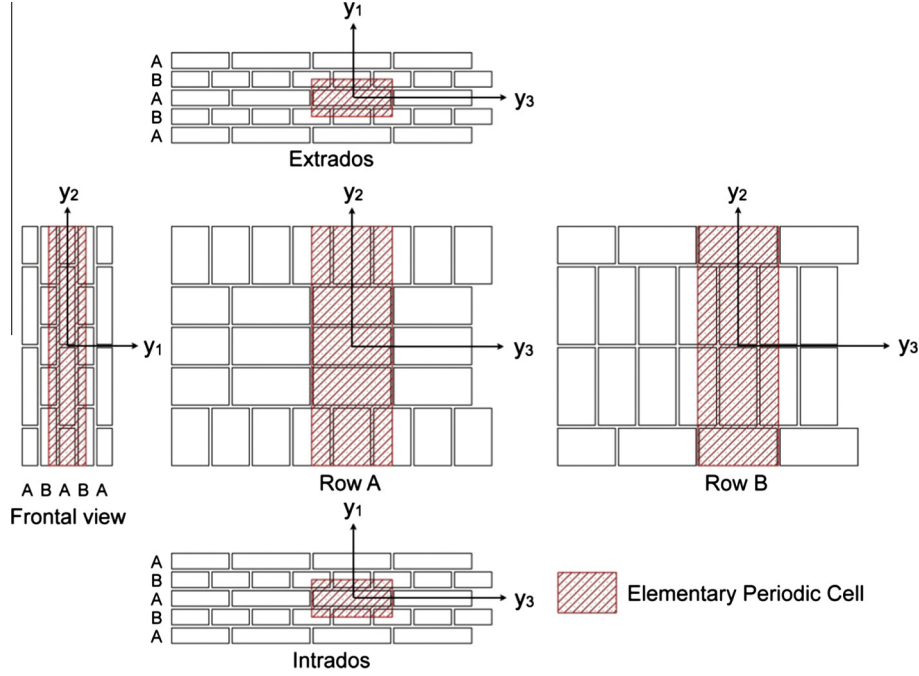 y1
A
B
A
B
A
y3
Extrados
y2
y1
A B A B A
Frontal view
y2
y3
Row A
y2
y3
Row B
y1
A
B
A
B
A
y3
Intrados
Elementary Periodic Cell